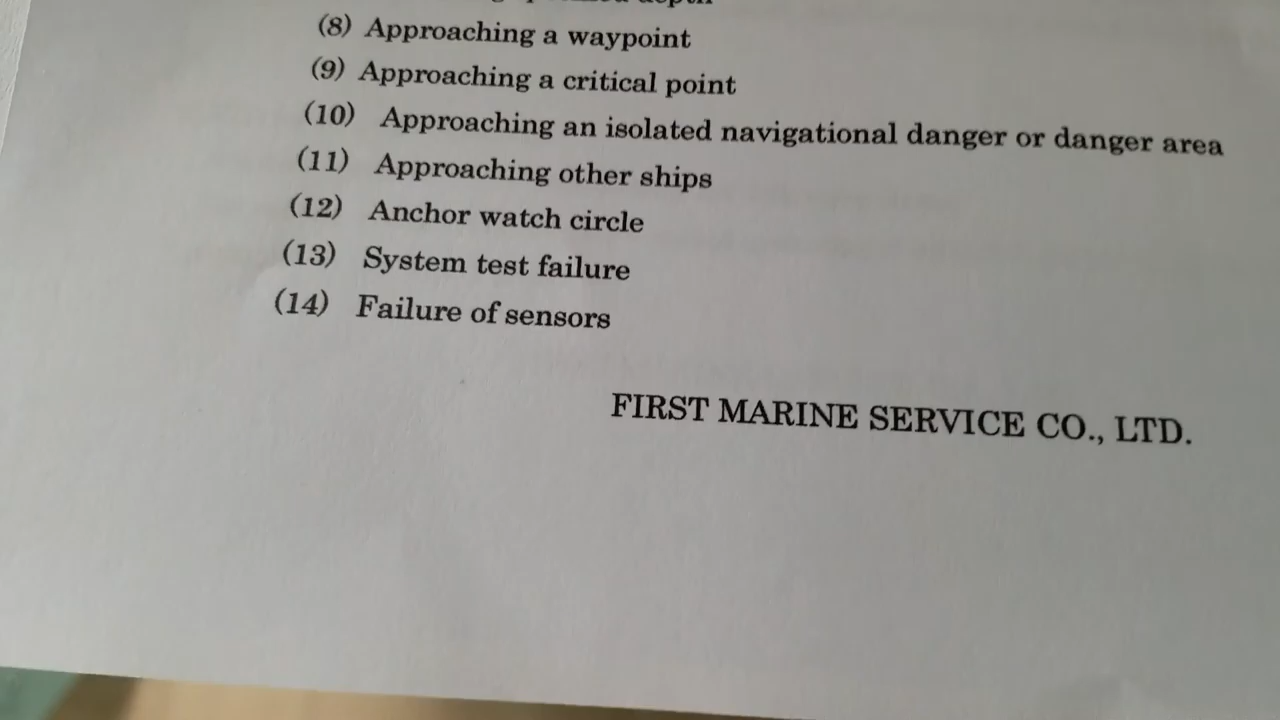 depth
(8) Approaching a waypoint
(9) Approaching a critical point
(10) Approaching an isolated navigational danger or danger area
(11) Approaching other ships
(12) Anchor watch circle
(13) System test failure
(14) Failure of sensors
FIRST MARINE SERVICE CO., LTD.